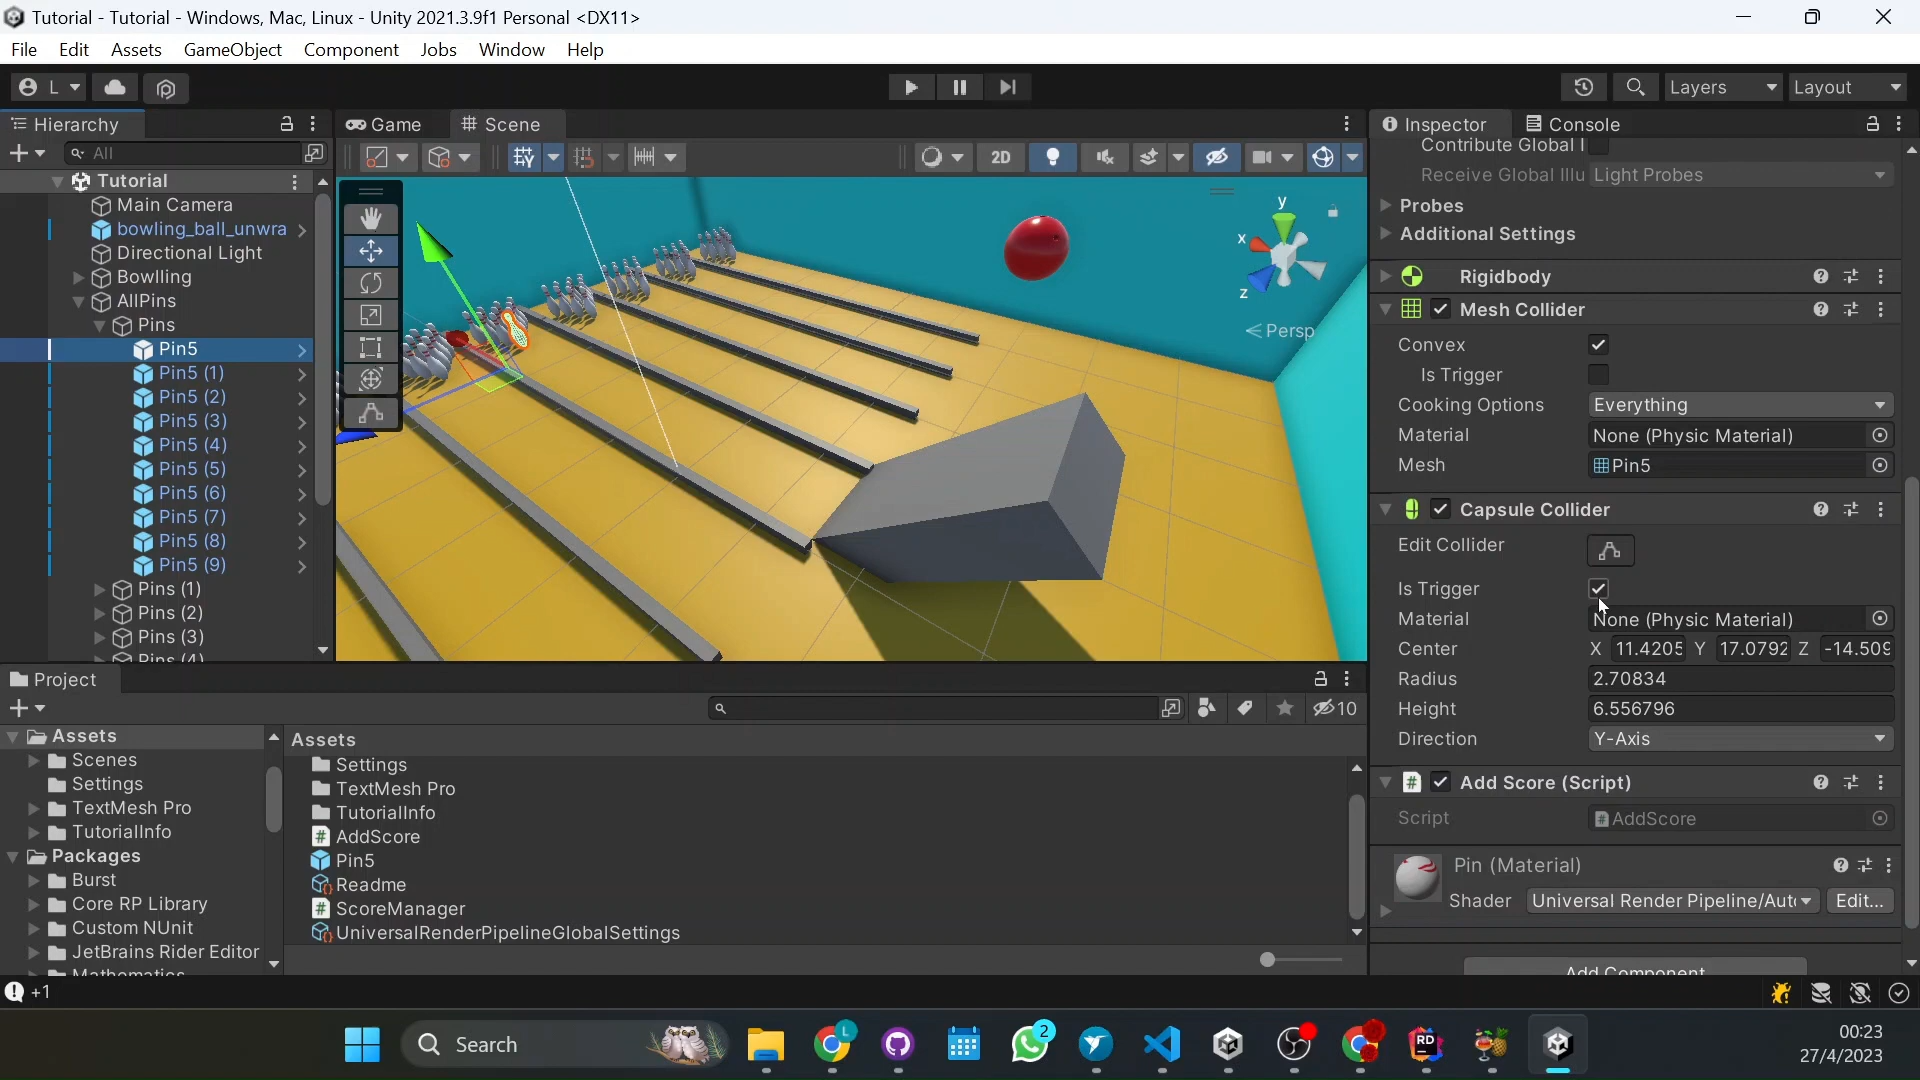 Tutorial - Tutorial - Windows, Mac, Linux - Unity 2021.3.9f1 Personal <DX11>
File Edit Assets GameObject Component Jobs Window Help
L Layers Layout
Hierarchy Game Scene Inspector Console
All 2D
Contribute Global I
Receive Global Illu Light Probes
Probes
Additional Settings
Rigidbody
Mesh Collider
Convex
Is Trigger
Cooking Options Everything
Material None (Physic Material)
Mesh Pin5
Capsule Collider
Edit Collider
Is Trigger
Material None (Physic Material)
Center X 11.4205 Y 17.0792 Z -14.509
Radius 2.70834
Height 6.556796
Direction Y-Axis
Add Score (Script)
Script AddScore
Pin (Material)
Shader Universal Render Pipeline/Aut Edit...
Add Component
Tutorial
Main Camera
bowling_ball_unwra
Directional Light
Bowlling
AllPins
Pins
Pin5
Pin5 (1)
Pin5 (2)
Pin5 (3)
Pin5 (4)
Pin5 (5)
Pin5 (6)
Pin5 (7)
Pin5 (8)
Pin5 (9)
Pins (1)
Pins (2)
Pins (3)
Pins (4)
y
x
z
Persp
Project
10
Assets
Scenes
Settings
TextMesh Pro
TutorialInfo
Packages
Burst
Core RP Library
Custom NUnit
JetBrains Rider Editor
Mathematics
Assets
Settings
TextMesh Pro
TutorialInfo
AddScore
Pin5
Readme
ScoreManager
UniversalRenderPipelineGlobalSettings
+1
Search
L
2
RD
00:23
27/4/2023